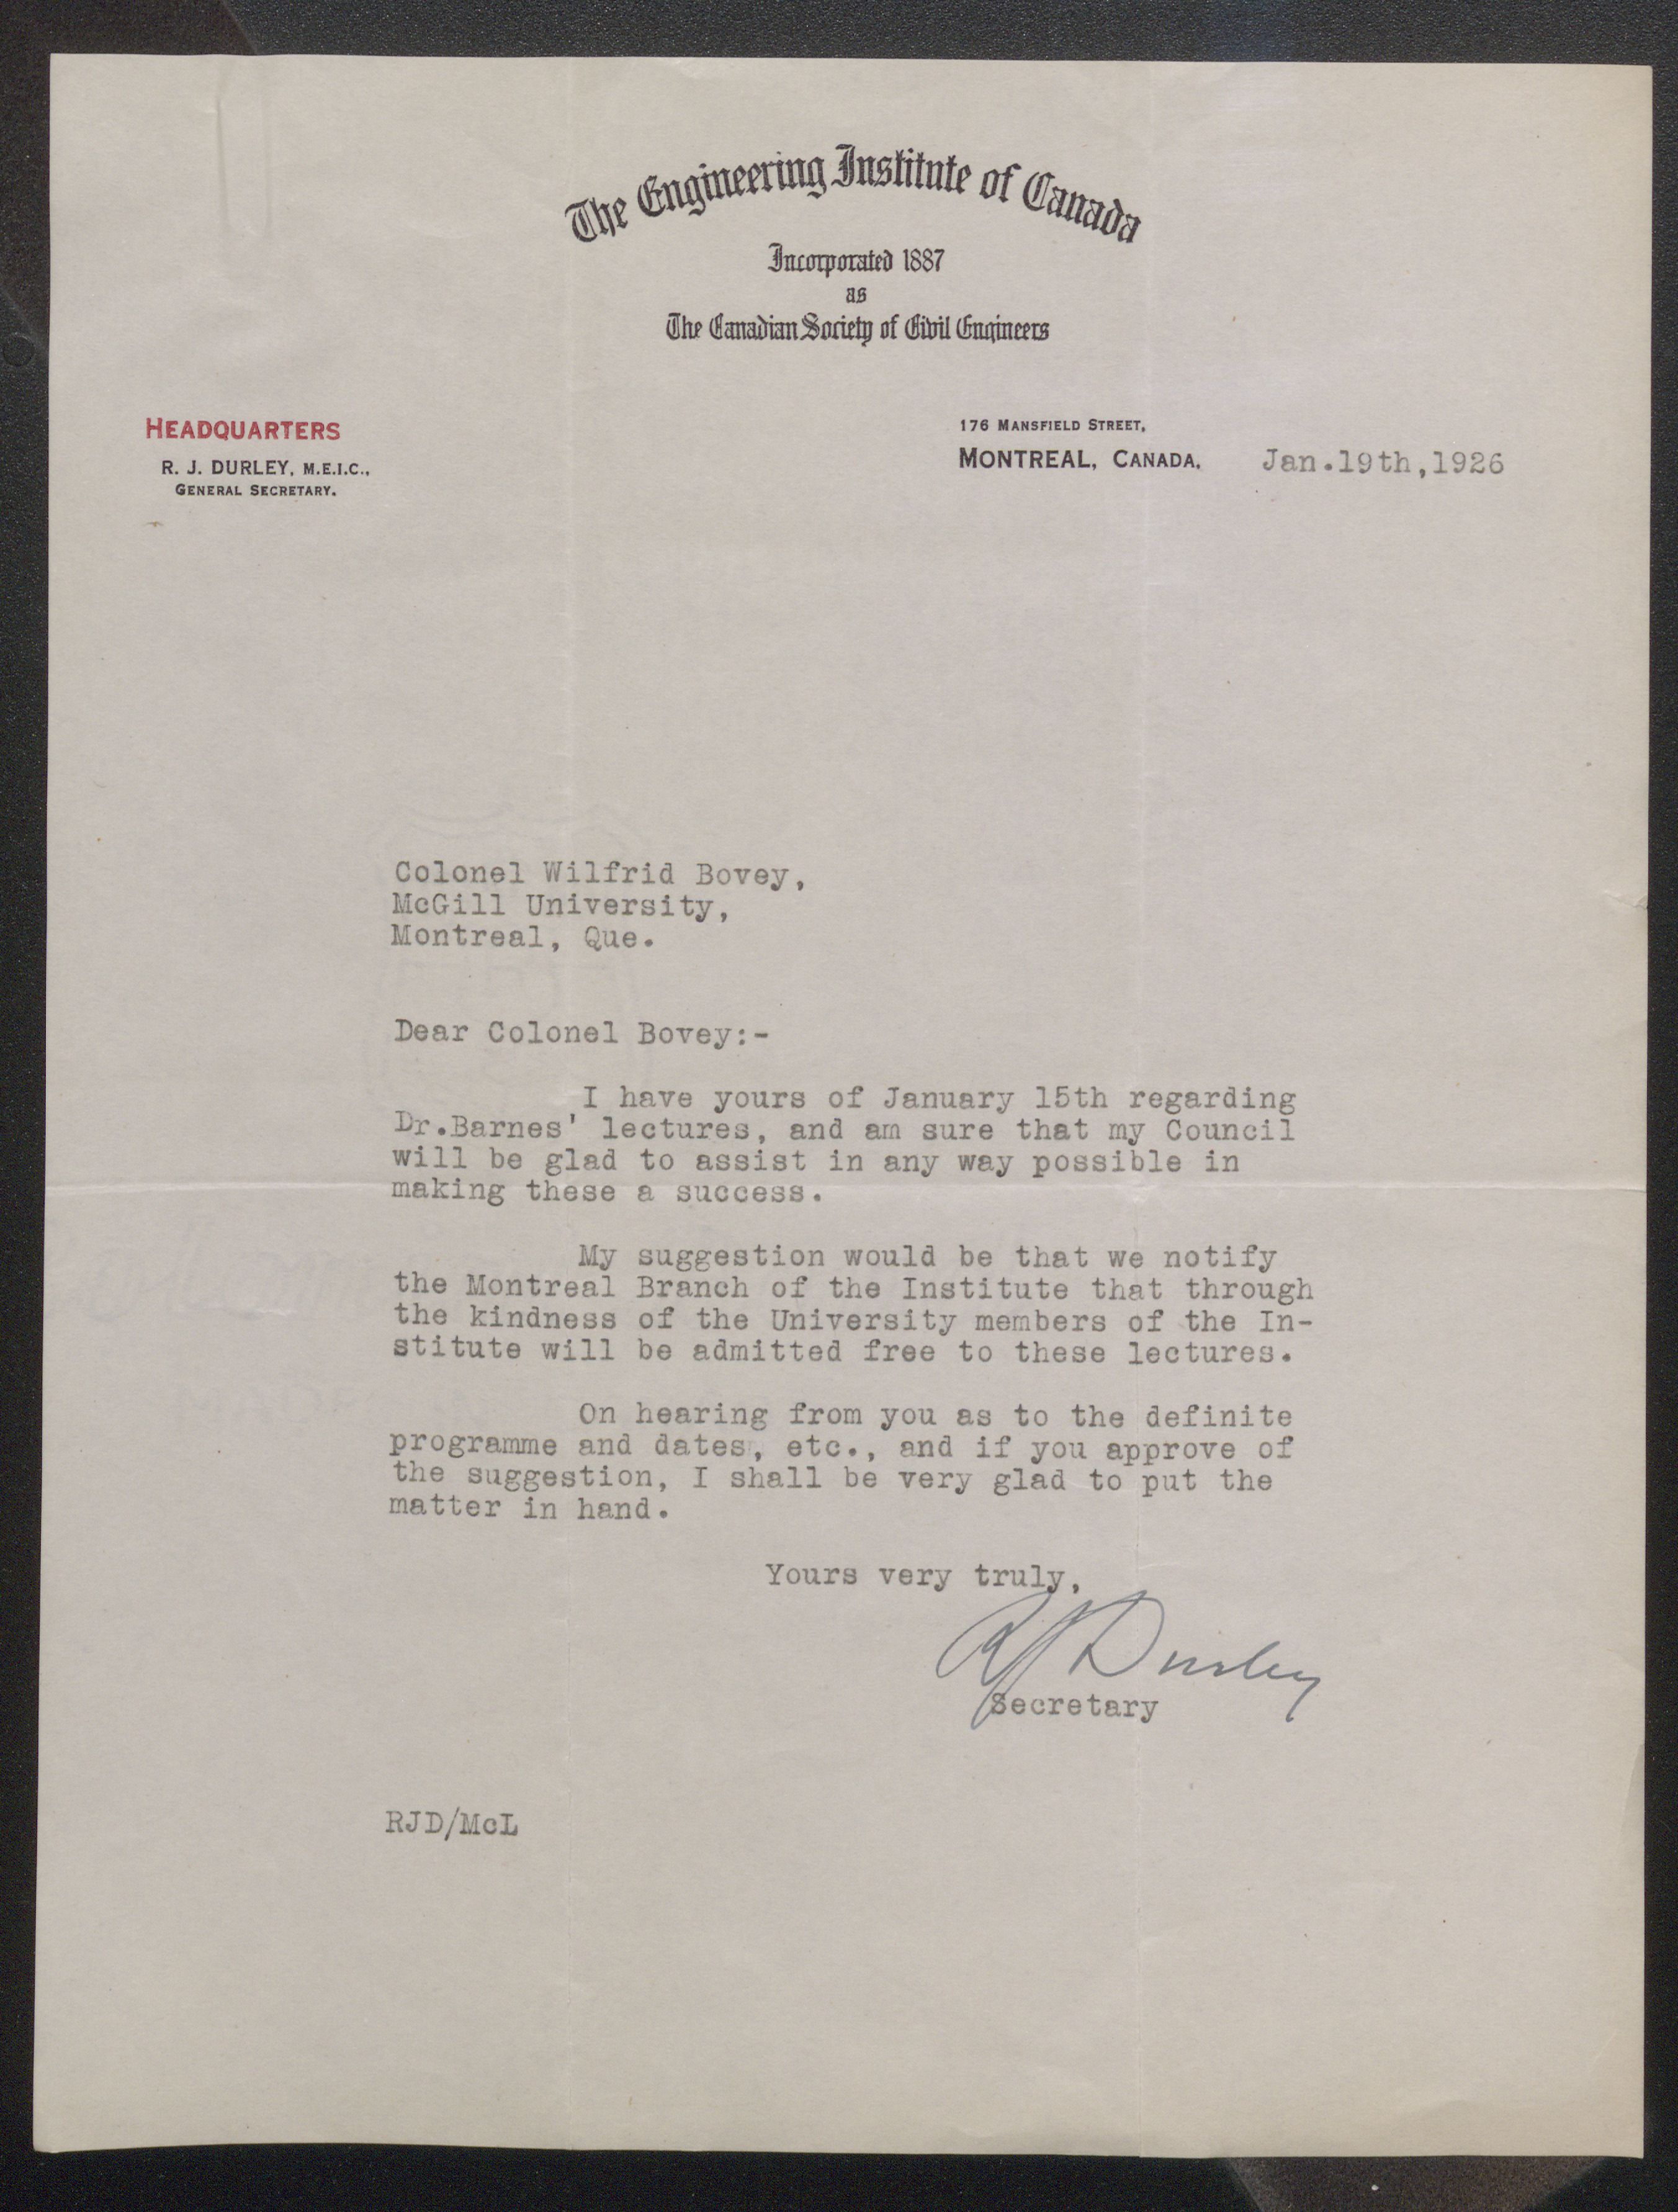 The Engineering Institute of Canada
Incorporated 1887
as
The Canadian Society of Civil Engineers
HEADQUARTERS
R. J. DURLEY, M.E.I.C.,
GENERAL SECRETARY.
176 MANSFIELD STREET,
MONTREAL, CANADA, Jan.19th,1926
Colonel Wilfrid Bovey,
McGill University,
Montreal, Que.
Dear Colonel Bovey:-
I have yours of January 15th regarding
Dr.Barnes' lectures, and am sure that my Council
will be glad to assist in any way possible in
making these a success.
My suggestion would be that we notify
the Montreal Branch of the Institute that through
the kindness of the University members of the In-
stitute will be admitted free to these lectures.
On hearing from you as to the definite
programme and dates, etc., and if you approve of
the suggestion, I shall be very glad to put the
matter in hand.
Yours very truly,
RJ Durley
Secretary
RJD/McL